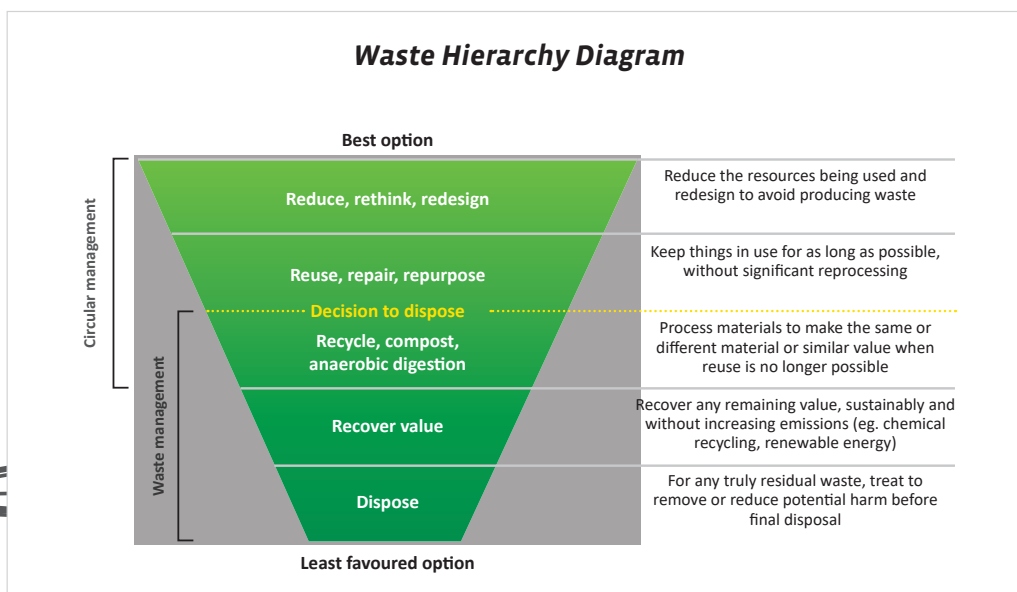 Waste Hierarchy Diagram
Best option
Circular management
Waste management
Reduce, rethink, redesign
Reduce the resources being used and
redesign to avoid producing waste
Reuse, repair, repurpose
Keep things in use for as long as possible,
without significant reprocessing
Decision to dispose
Recycle, compost,
anaerobic digestion
Process materials to make the same or
different material or similar value when
reuse is no longer possible
Recover value
Recover any remaining value, sustainably and
without increasing emissions (eg. chemical
recycling, renewable energy)
Dispose
For any truly residual waste, treat to
remove or reduce potential harm before
final disposal
Least favoured option